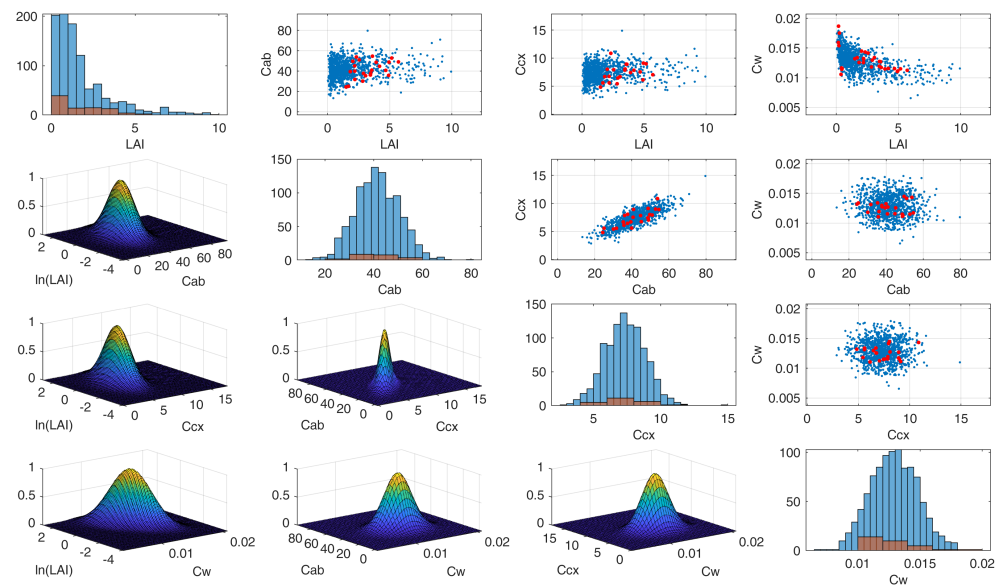 200
100
0
0 5 10
LAI
80
60
40
20
0
Cab
0 5 10
LAI
15
10
5
0
Ccx
0 5 10
LAI
0.02
0.015
0.01
0.005
Cw
0 5 10
LAI
1
0.5
0
2 0 -2 -4
ln(LAI)
0 20 40 60 80
Cab
150
100
50
0
20 40 60 80
Cab
15
10
5
0
Ccx
0 20 40 60 80
Cab
0.02
0.015
0.01
0.005
Cw
0 20 40 60 80
Cab
1
0.5
0
2 0 -2 -4
ln(LAI)
0 5 10 15
Ccx
1
0.5
0
80 60 40 20 0
Cab
0 5 10 15
Ccx
150
100
50
0
5 10 15
Ccx
0.02
0.015
0.01
0.005
Cw
0 5 10 15
Ccx
1
0.5
0
2 0 -2 -4
ln(LAI)
0.01 0.02
Cw
1
0.5
0
80 60 40 20 0
Cab
0.01 0.02
Cw
1
0.5
0
15 10 5 0
Ccx
0.01 0.02
Cw
100
50
0
0.01 0.015 0.02
Cw